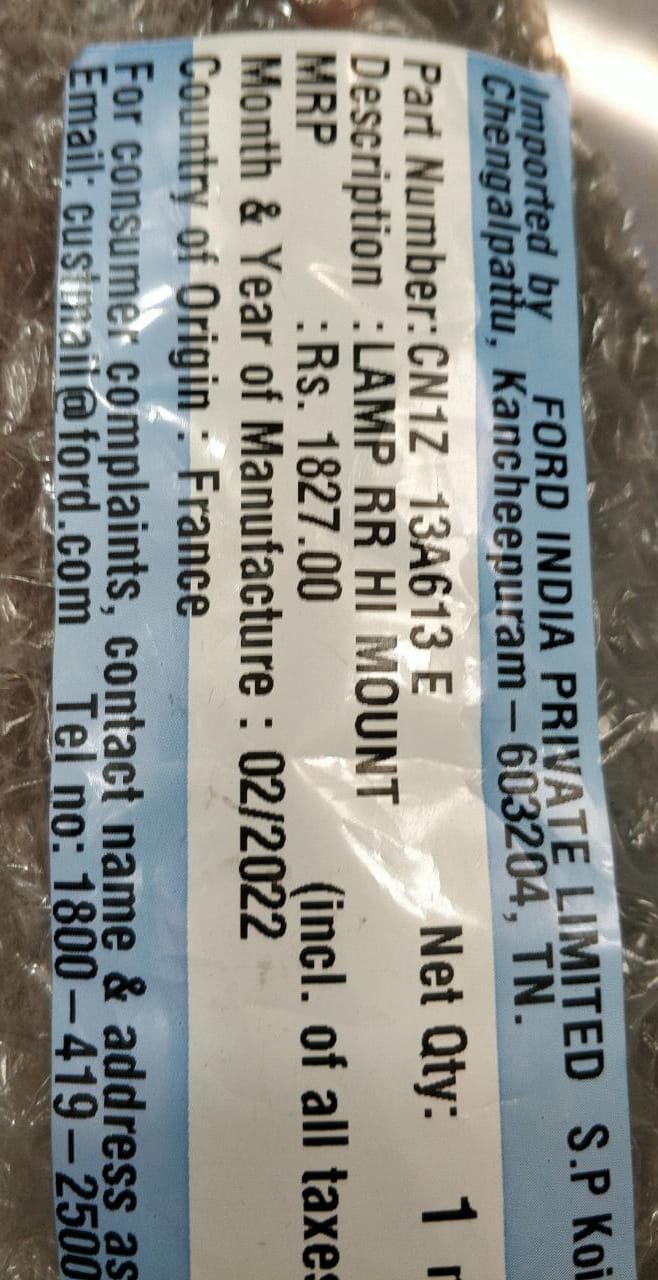 Imported by FORD INDIA PRIVATE LIMITED S.P Koi
Chengalpattu, Kancheepuram – 603204, TN.
Part Number: CN1Z 13A613 E Net Qty: 1
Description : LAMP RR HI MOUNT
MRP : Rs. 1827.00 (incl. of all taxes
Month & Year of Manufacture : 02/2022
Country of Origin : France
For consumer complaints, contact name & address as
Email: custmail@ford.com Tel no: 1800 – 419 – 2500